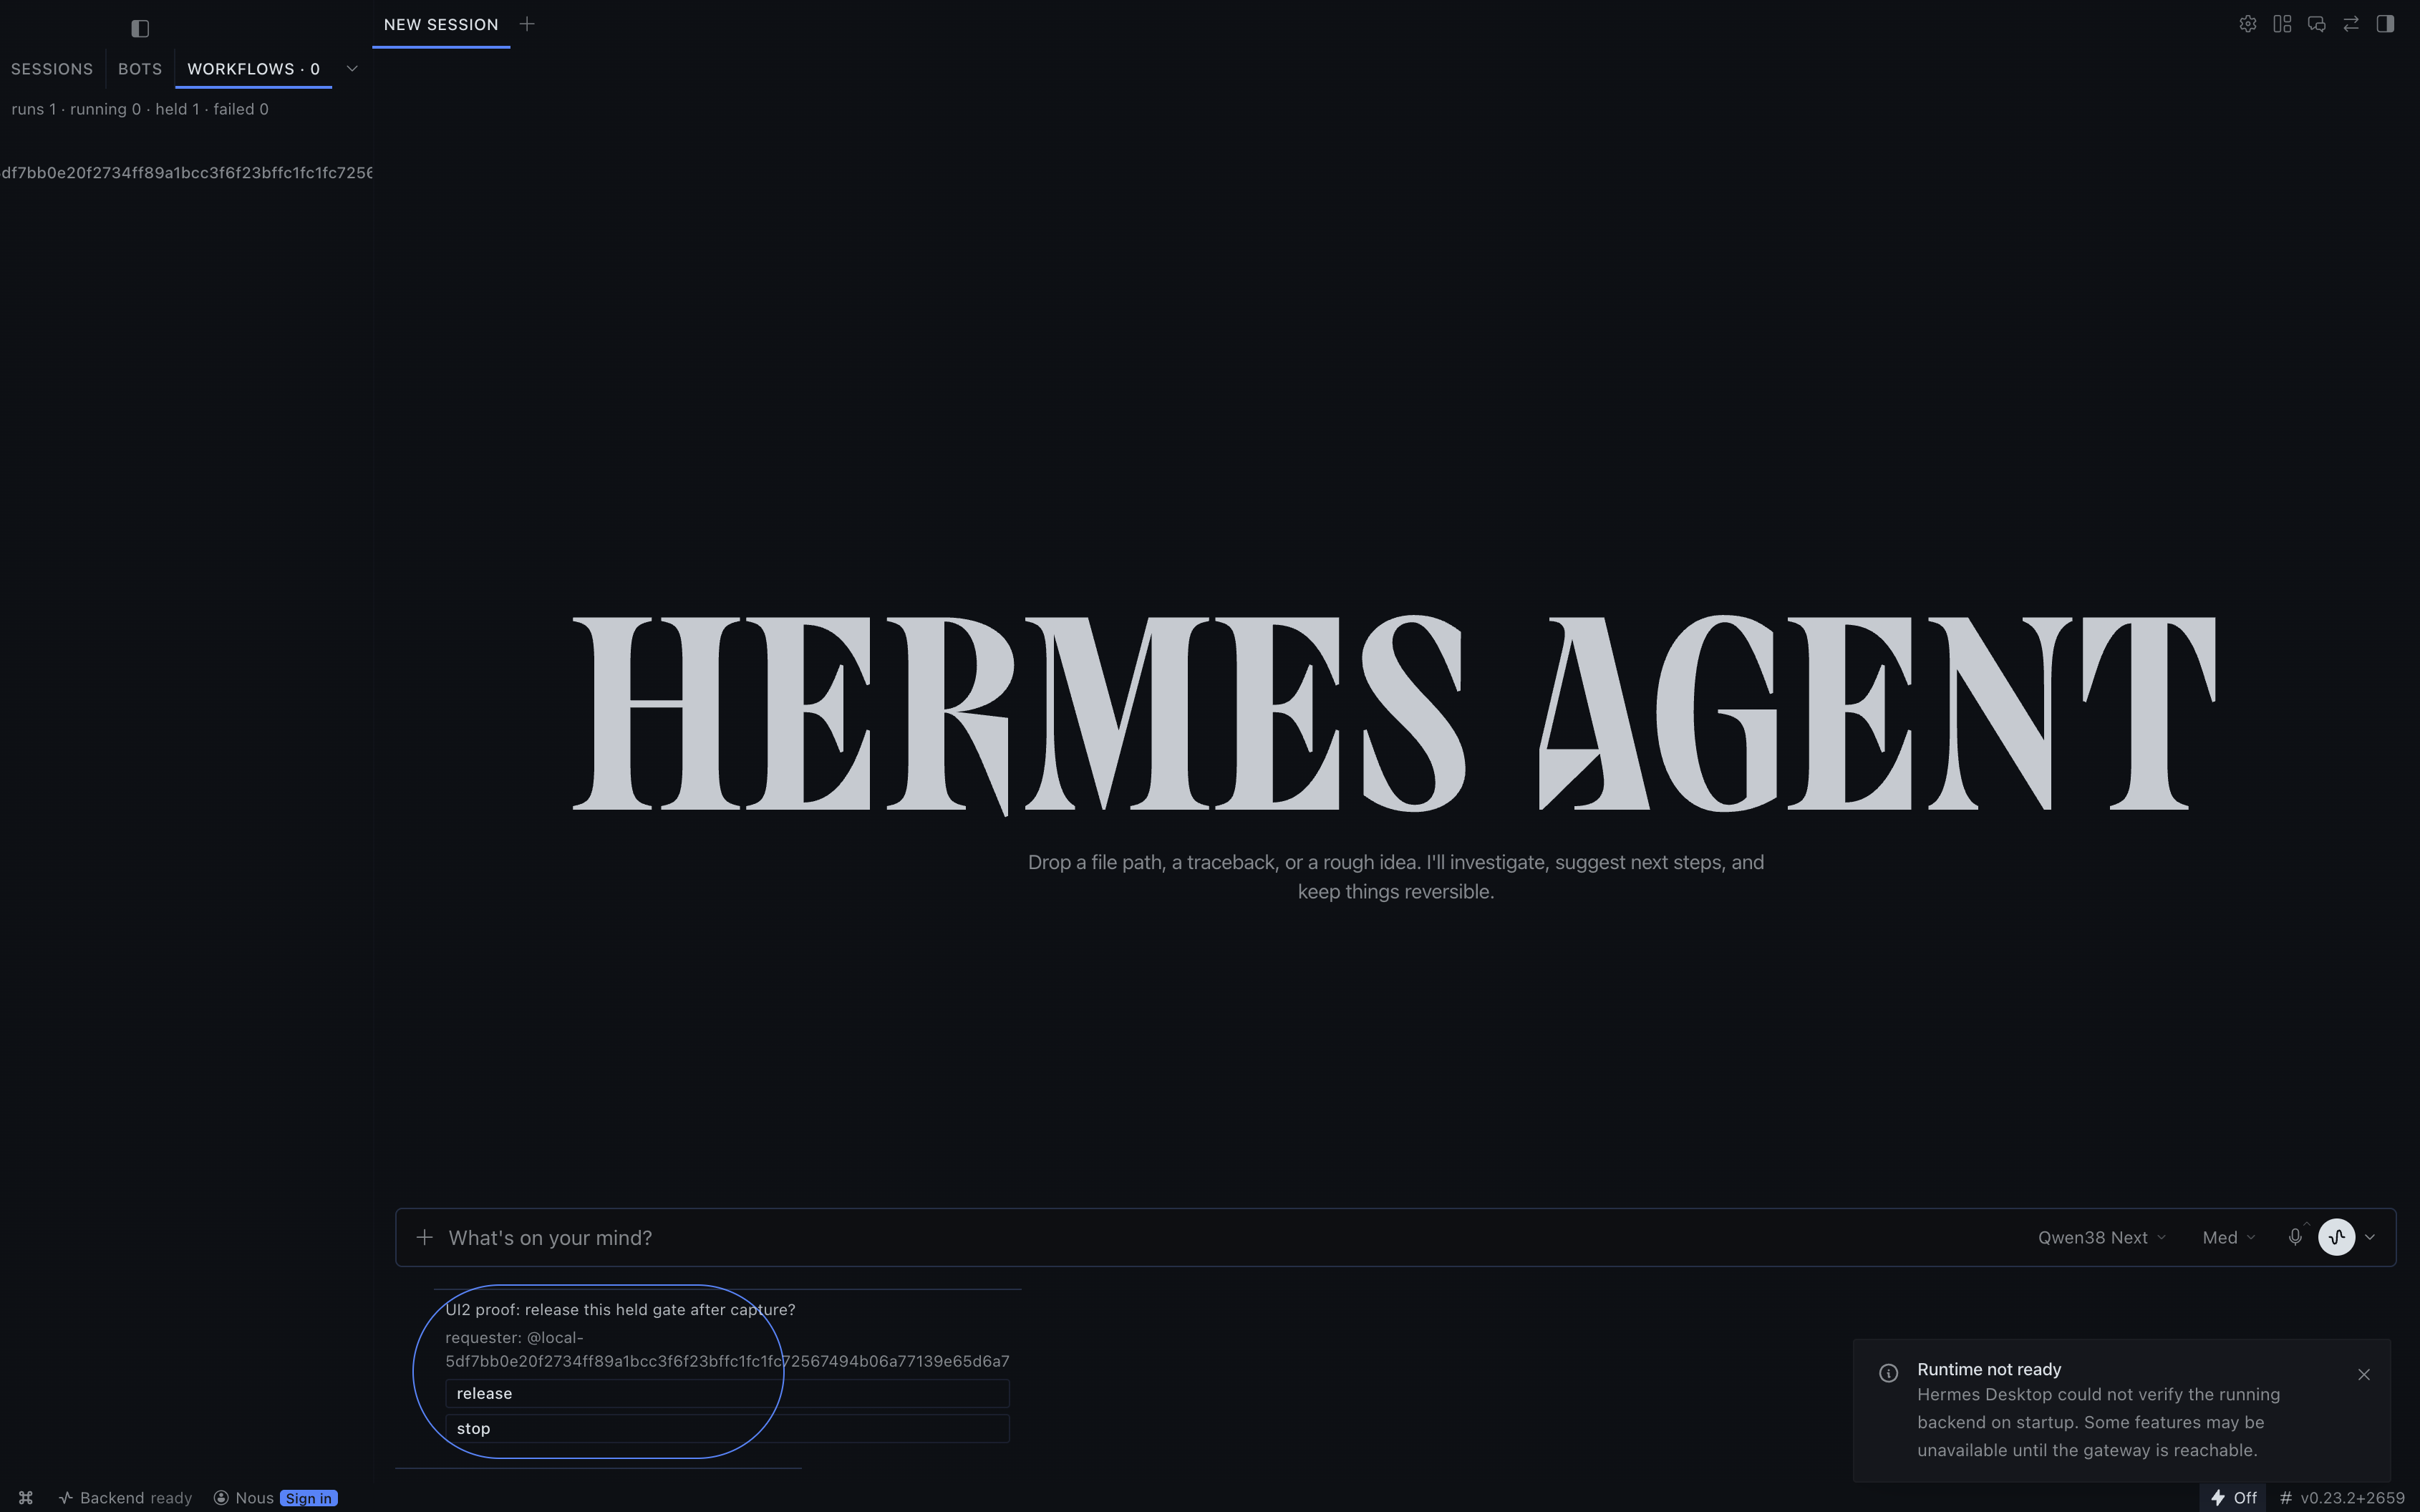 NEW SESSION
SESSIONS
BOTS
WORKFLOWS · 0
runs 1 · running 0 · held 1 · failed 0
df7bb0e20f2734ff89a1bcc3f6f23bffc1fc1fc7256
HERMES AGENT
Drop a file path, a traceback, or a rough idea. I'll investigate, suggest next steps, and
keep things reversible.
What's on your mind?
Qwen38 Next
Med
UI2 proof: release this held gate after capture?
requester: @local-
5df7bb0e20f2734ff89a1bcc3f6f23bffc1fc1fc72567494b06a77139e65d6a7
release
stop
Runtime not ready
Hermes Desktop could not verify the running
backend on startup. Some features may be
unavailable until the gateway is reachable.
Backend ready
Nous
Sign in
Off
# v0.23.2+2659